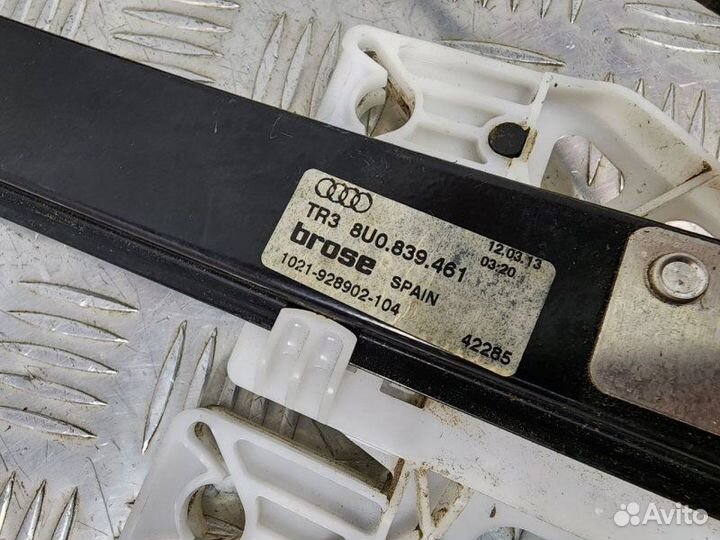 TR3 8U0.839.461
12.03.13
03:20
brose SPAIN
1021-928902-104
42285
Avito